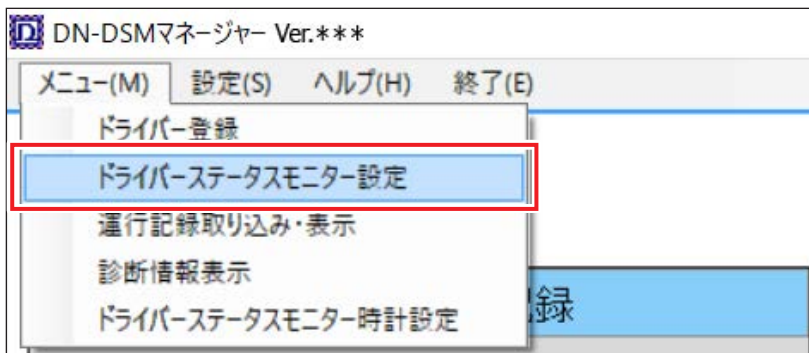 D DN-DSMマネージャー Ver.***
メニュー(M) 設定(S) ヘルプ(H) 終了(E)
ドライバー登録
ドライバーステータスモニター設定
運行記録取り込み・表示
診断情報表示
ドライバーステータスモニター時計設定
録